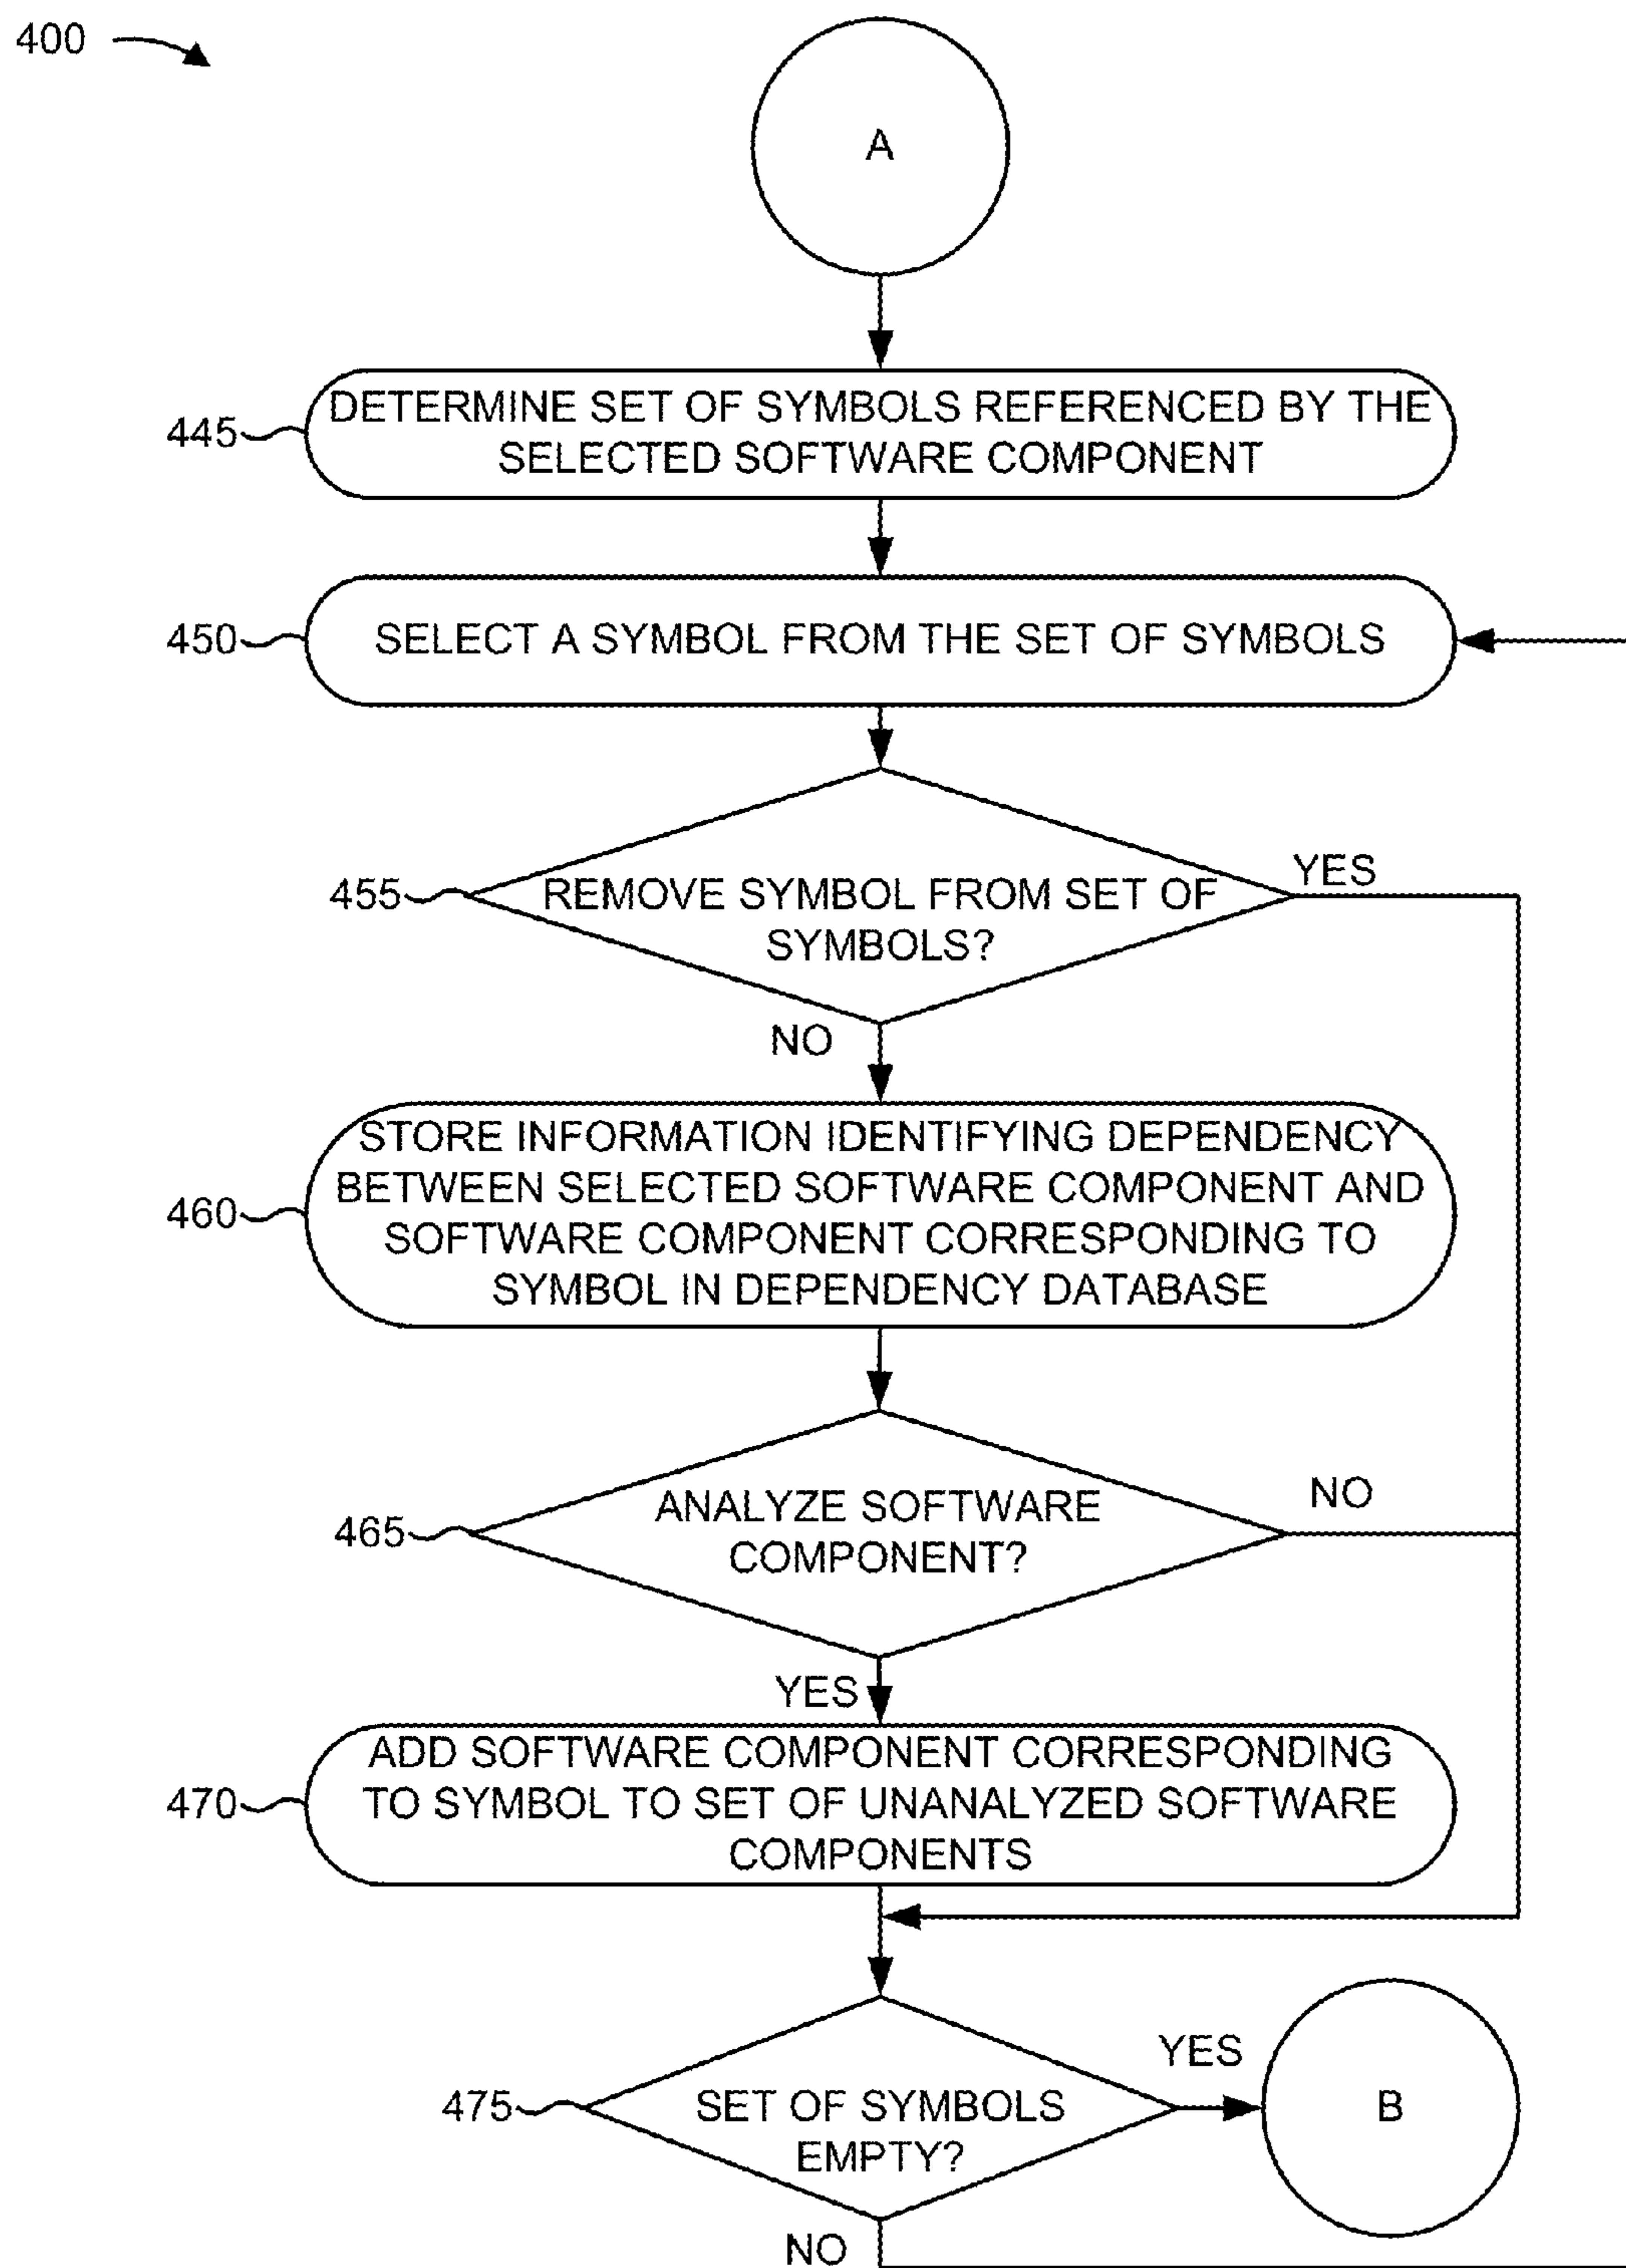 400
A
445
DETERMINE SET OF SYMBOLS REFERENCED BY THE
SELECTED SOFTWARE COMPONENT
450
SELECT A SYMBOL FROM THE SET OF SYMBOLS
455
REMOVE SYMBOL FROM SET OF
SYMBOLS?
YES
NO
460
STORE INFORMATION IDENTIFYING DEPENDENCY
BETWEEN SELECTED SOFTWARE COMPONENT AND
SOFTWARE COMPONENT CORRESPONDING TO
SYMBOL IN DEPENDENCY DATABASE
465
ANALYZE SOFTWARE
COMPONENT?
NO
YES
470
ADD SOFTWARE COMPONENT CORRESPONDING
TO SYMBOL TO SET OF UNANALYZED SOFTWARE
COMPONENTS
475
SET OF SYMBOLS
EMPTY?
YES
B
NO